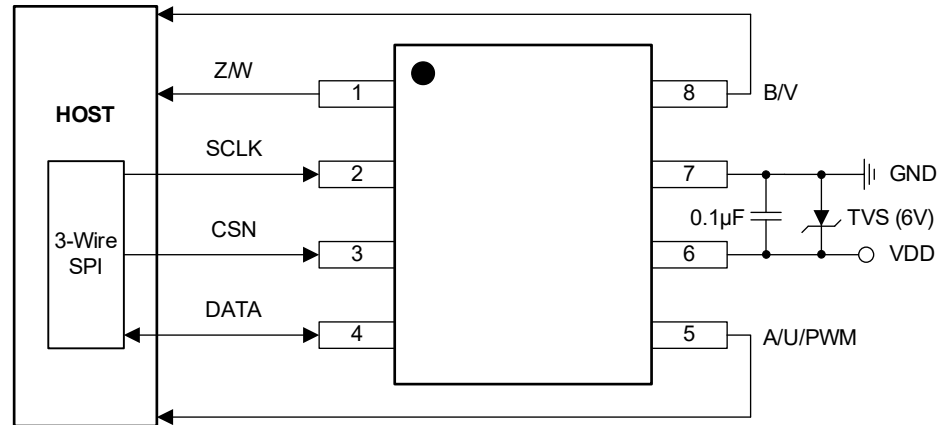 Z/W
1
8
B/V
HOST
SCLK
2
7
GND
0.1µF
TVS (6V)
3-Wire
SPI
CSN
3
6
VDD
DATA
4
5
A/U/PWM